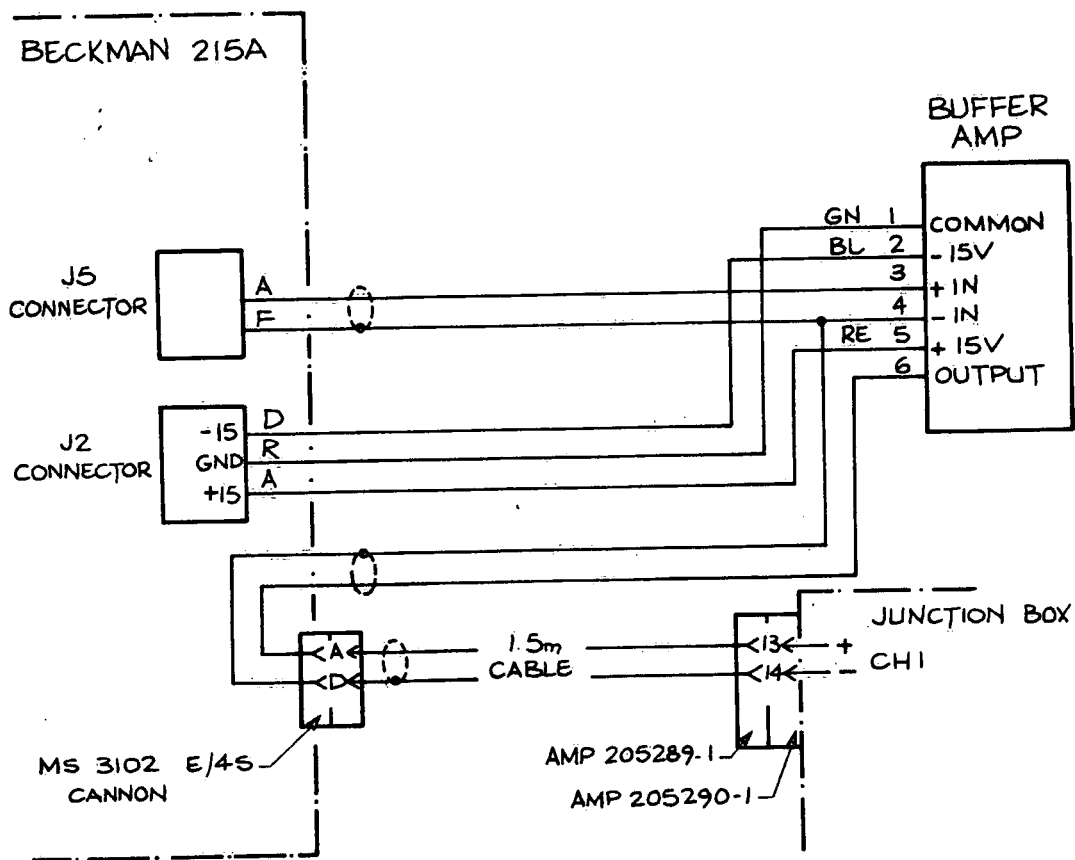 BECKMAN 215A
BUFFER
AMP
GN 1 COMMON
BL 2 - 15V
3 + IN
4 - IN
RE 5 + 15V
6 OUTPUT
J5
CONNECTOR
A
F
J2
CONNECTOR
-15 D
GND R
+15 A
JUNCTION BOX
A 1.5m 13 +
D CABLE 14 -
CH1
MS 3102 E/4S
CANNON
AMP 205289-1
AMP 205290-1